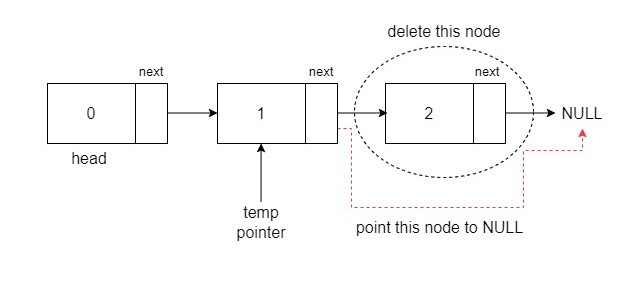 delete this node
next
next
next
0
1
2
NULL
head
temp
pointer
point this node to NULL